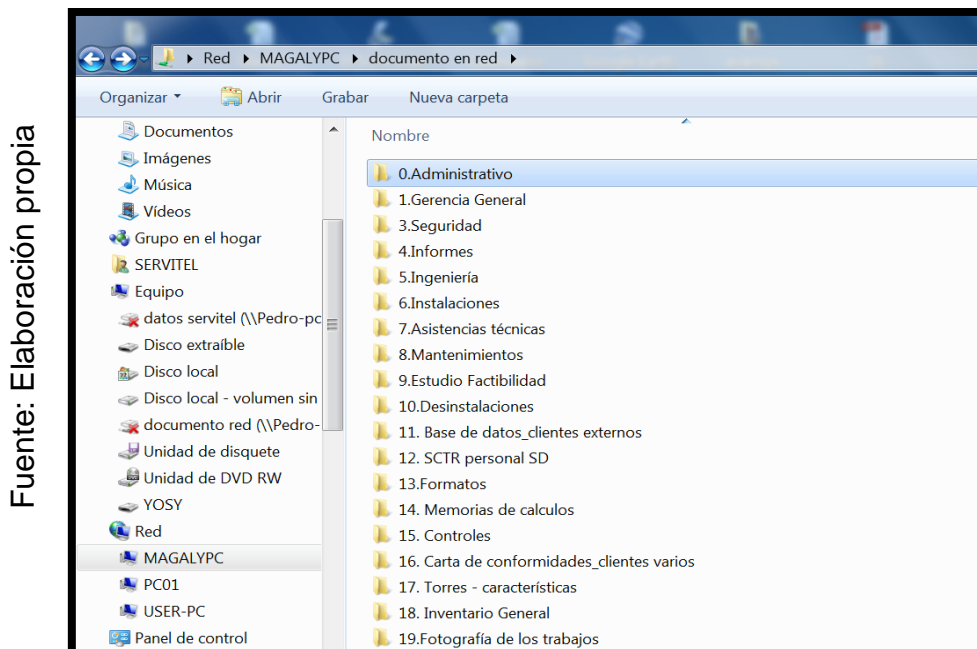 Fuente: Elaboración propia
Red MAGALYPC documento en red
Organizar Abrir Grabar Nueva carpeta
Documentos
Imágenes
Música
Vídeos
Grupo en el hogar
SERVITEL
Equipo
datos servitel (\\Pedro-pc
Disco extraíble
Disco local
Disco local - volumen sin
documento red (\\Pedro-
Unidad de disquete
Unidad de DVD RW
YOSY
Red
MAGALYPC
PC01
USER-PC
Panel de control
Nombre
0.Administrativo
1.Gerencia General
3.Seguridad
4.Informes
5.Ingeniería
6.Instalaciones
7.Asistencias técnicas
8.Mantenimientos
9.Estudio Factibilidad
10.Desinstalaciones
11. Base de datos_clientes externos
12. SCTR personal SD
13.Formatos
14. Memorias de calculos
15. Controles
16. Carta de conformidades_clientes varios
17. Torres - características
18. Inventario General
19.Fotografía de los trabajos